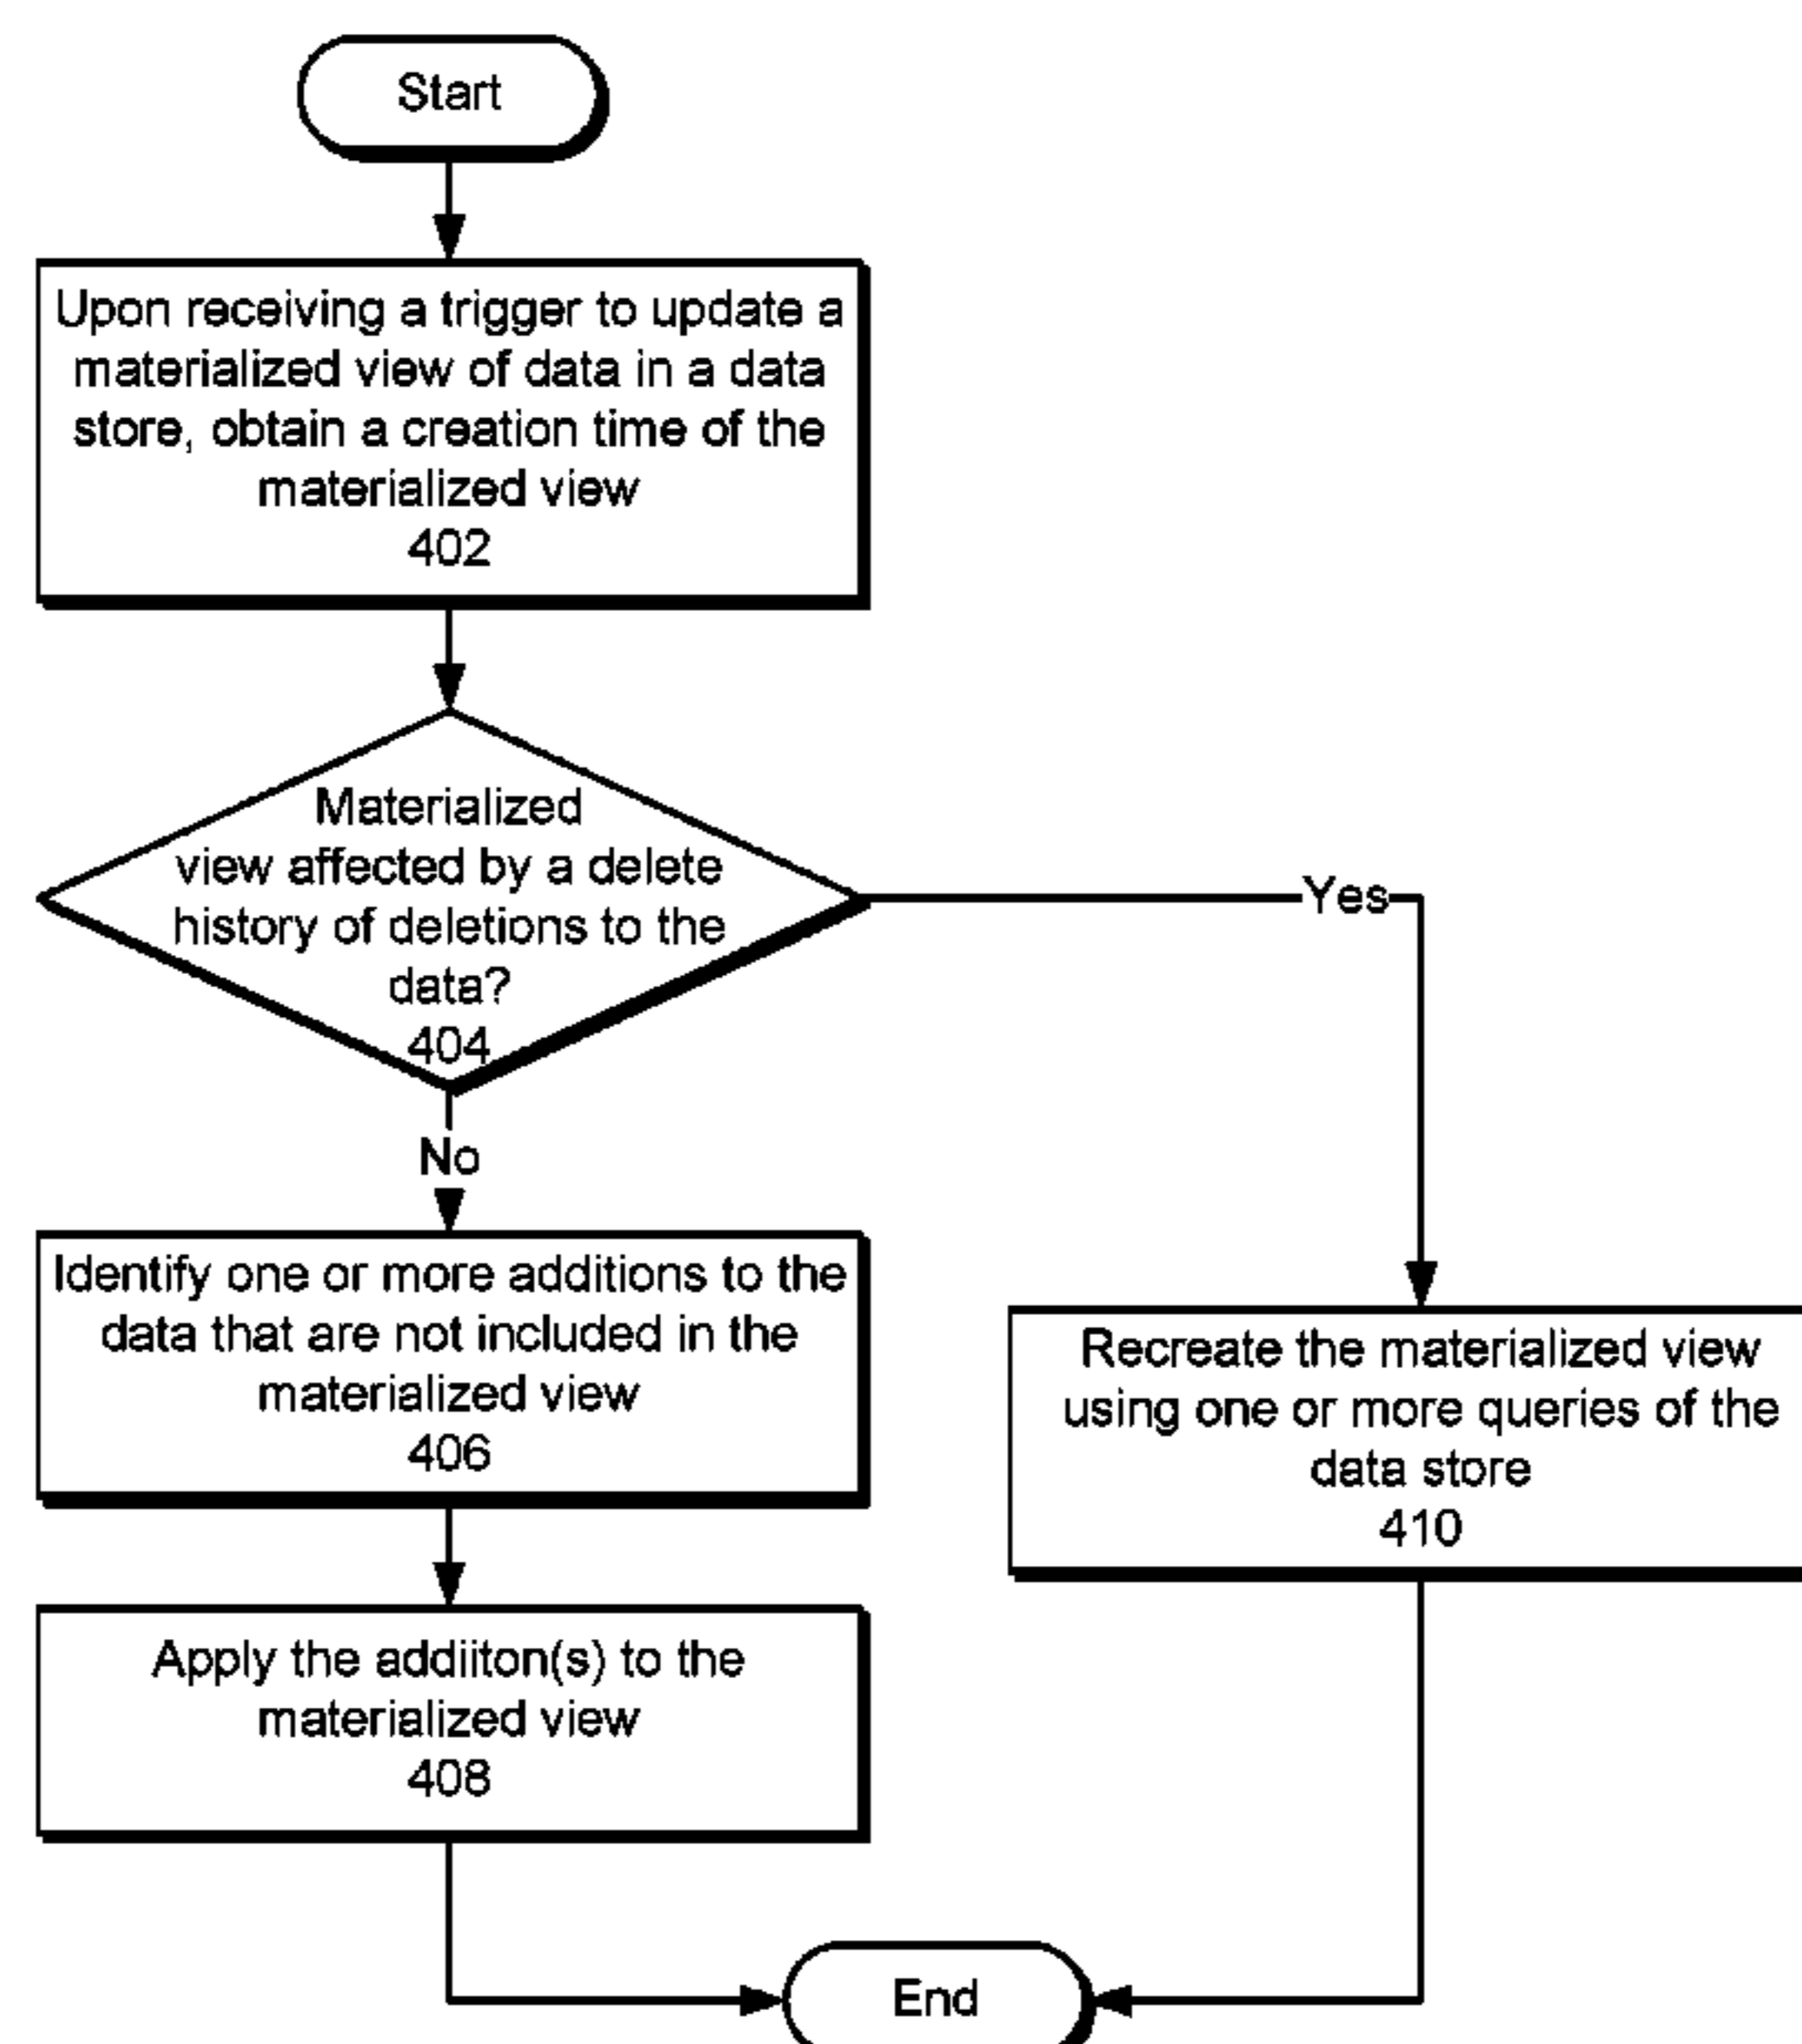 Start
Upon receiving a trigger to update a
materialized view of data in a data
store, obtain a creation time of the
materialized view
402
Materialized
view affected by a delete
history of deletions to the
data?
404
Yes
No
Identify one or more additions to the
data that are not included in the
materialized view
406
Recreate the materialized view
using one or more queries of the
data store
410
Apply the addiiton(s) to the
materialized view
408
End